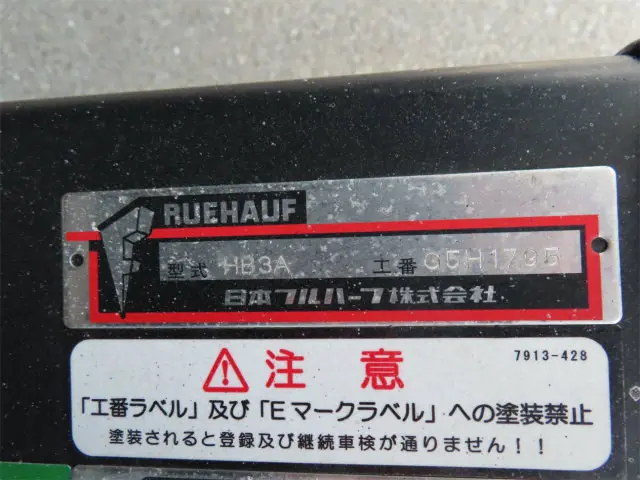 FRUEHAUF
型式 HB3A 工番 G5H1795
日本フルハーフ株式会社
注意
7913-428
「工番ラベル」及び「Eマークラベル」への塗装禁止
塗装されると登録及び継続車検が通りません!!